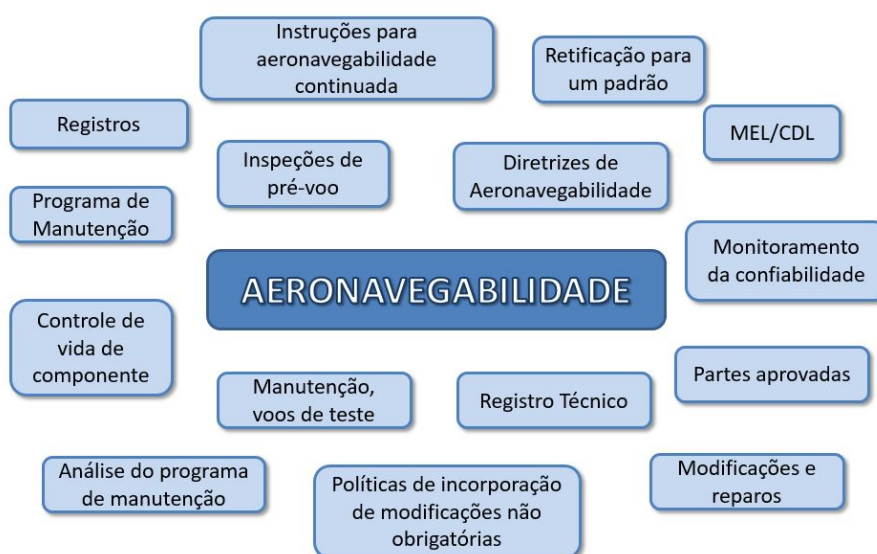 Instruções para
aeronavegabilidade
continuada
Retificação para
um padrão
Registros
MEL/CDL
Inspeções de
pré-voo
Diretrizes de
Aeronavegabilidade
Programa de
Manutenção
Monitoramento
da confiabilidade
AERONAVEGABILIDADE
Controle de
vida de
componente
Manutenção,
voos de teste
Registro Técnico
Partes aprovadas
Análise do programa
de manutenção
Políticas de incorporação
de modificações não
obrigatórias
Modificações e
reparos